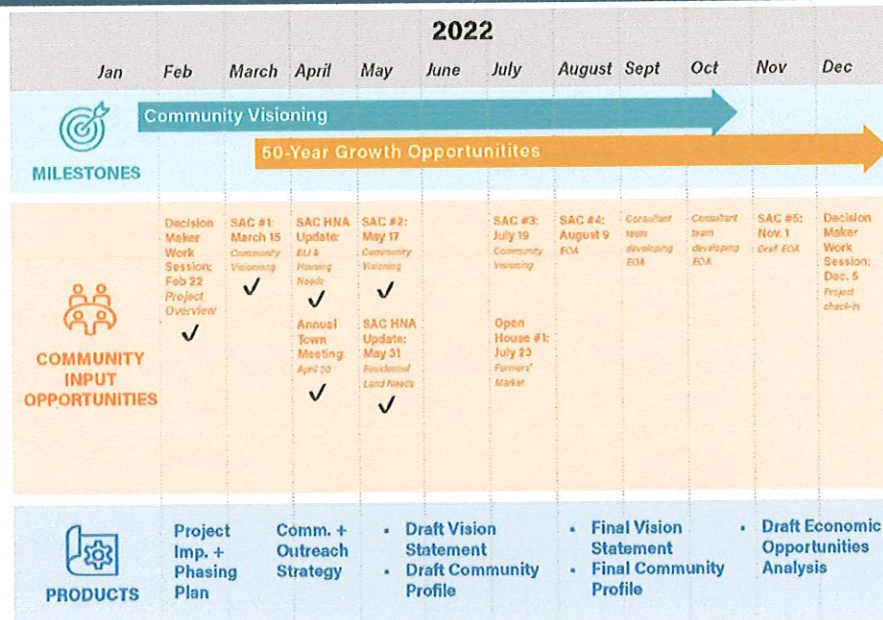 2022
Jan Feb March April May June July August Sept Oct Nov Dec
MILESTONES
Community Visioning
50-Year Growth Opportunitites
COMMUNITY
INPUT
OPPORTUNITIES
Decision
Maker
Work
Session:
Feb 22
Project
Overview
SAC #1:
March 15
Community
Visioning
SAC HNA
Update:
BLI &
Housing
Needs
Annual
Town
Meeting:
April 20
SAC #2:
May 17
Community
Visioning
SAC HNA
Update:
May 31
Residential
Land Needs
SAC #3:
July 19
Community
Visioning
Open
House #1:
July 23
Farmers'
Market
SAC #4:
August 9
EOA
Consultant
team
developing
EOA
Consultant
team
developing
EOA
SAC #5:
Nov. 1
Draft EOA
Decision
Maker
Work
Session:
Dec. 5
Project
check-in
PRODUCTS
Project
Imp. +
Phasing
Plan
Comm. +
Outreach
Strategy
• Draft Vision
Statement
• Draft Community
Profile
• Final Vision
Statement
• Final Community
Profile
• Draft Economic
Opportunities
Analysis